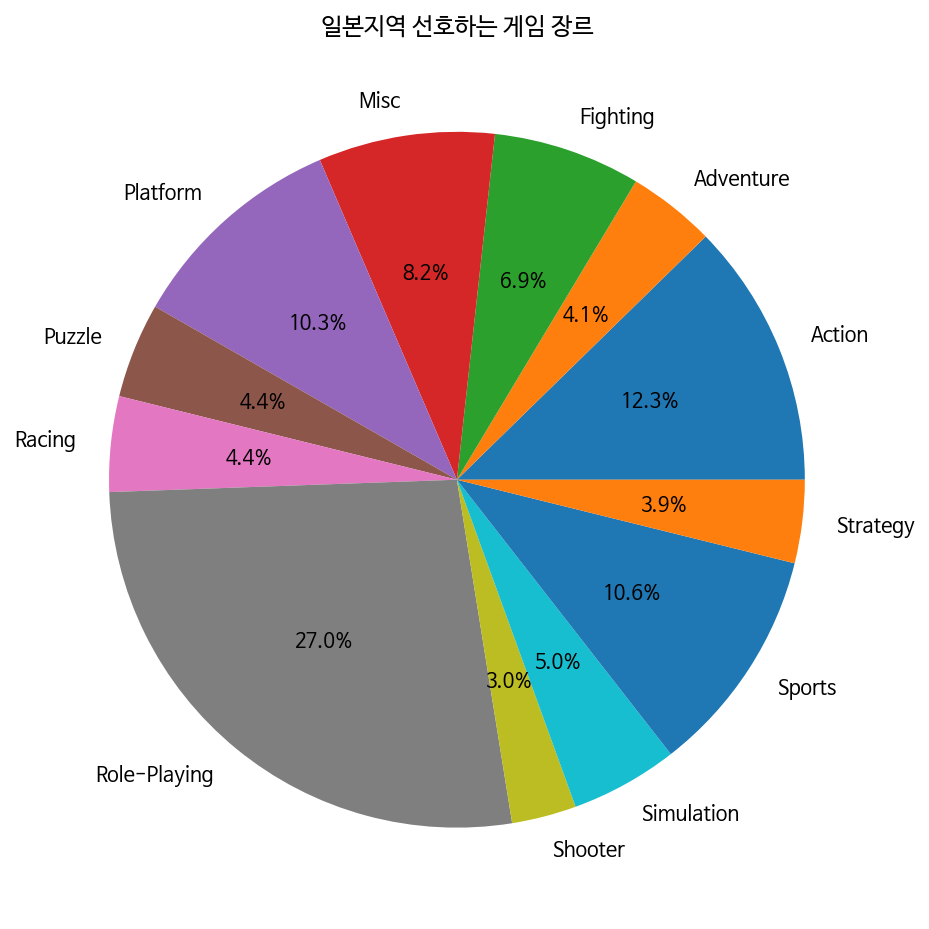 일본지역 선호하는 게임 장르
Misc
Fighting
Adventure
Platform
Action
Puzzle
Racing
Strategy
Sports
Role-Playing
Simulation
Shooter
8.2%
6.9%
4.1%
10.3%
12.3%
4.4%
4.4%
3.9%
10.6%
27.0%
5.0%
3.0%